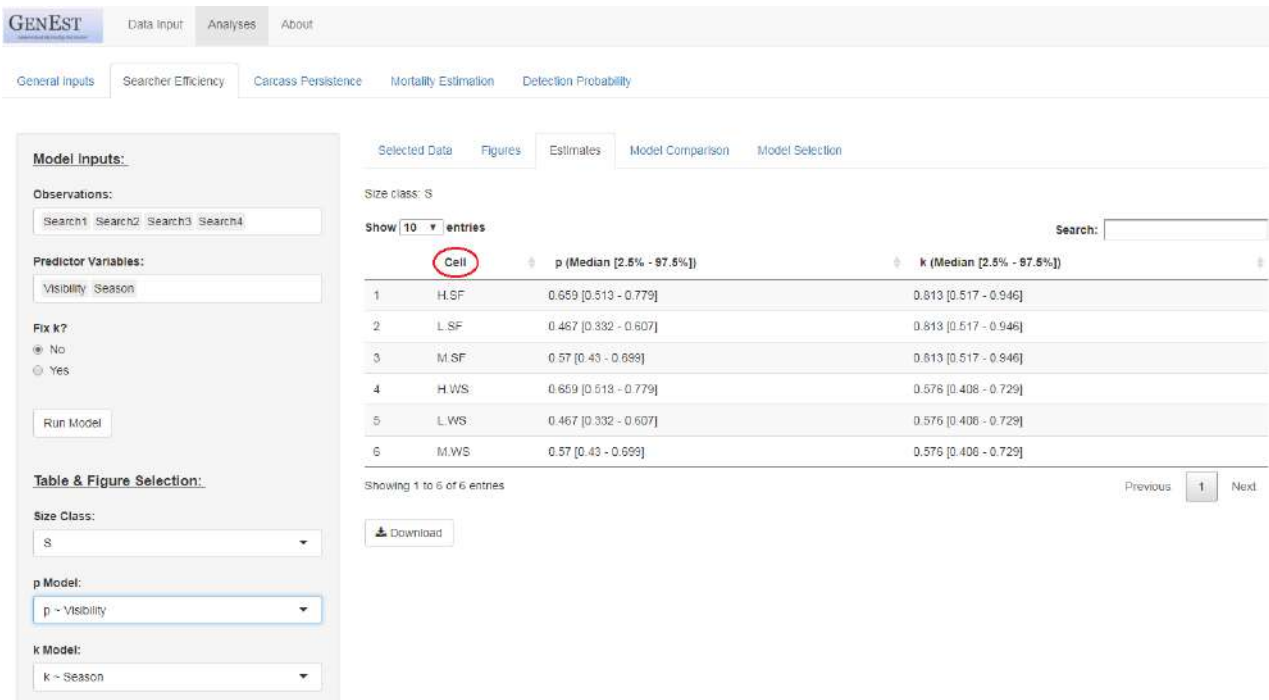 GENEST
Data Input Analyses About
General Inputs Searcher Efficiency Carcass Persistence Mortality Estimation Detection Probability
Model Inputs:
Observations:
Search1 Search2 Search3 Search4
Predictor Variables:
Visibility Season
Fix k?
No
Yes
Run Model
Table & Figure Selection:
Size Class:
S
p Model:
p ~ Visibility
k Model:
k ~ Season
Selected Data Figures Estimates Model Comparison Model Selection
Size class: S
Show 10 entries Search:
Cell p (Median [2.5% - 97.5%]) k (Median [2.5% - 97.5%])
1 H.SF 0.659 [0.513 - 0.779] 0.813 [0.517 - 0.946]
2 L.SF 0.467 [0.332 - 0.607] 0.813 [0.517 - 0.946]
3 M.SF 0.57 [0.43 - 0.699] 0.813 [0.517 - 0.946]
4 H.WS 0.659 [0.513 - 0.779] 0.576 [0.408 - 0.729]
5 L.WS 0.467 [0.332 - 0.607] 0.576 [0.408 - 0.729]
6 M.WS 0.57 [0.43 - 0.699] 0.576 [0.408 - 0.729]
Showing 1 to 6 of 6 entries Previous 1 Next
Download